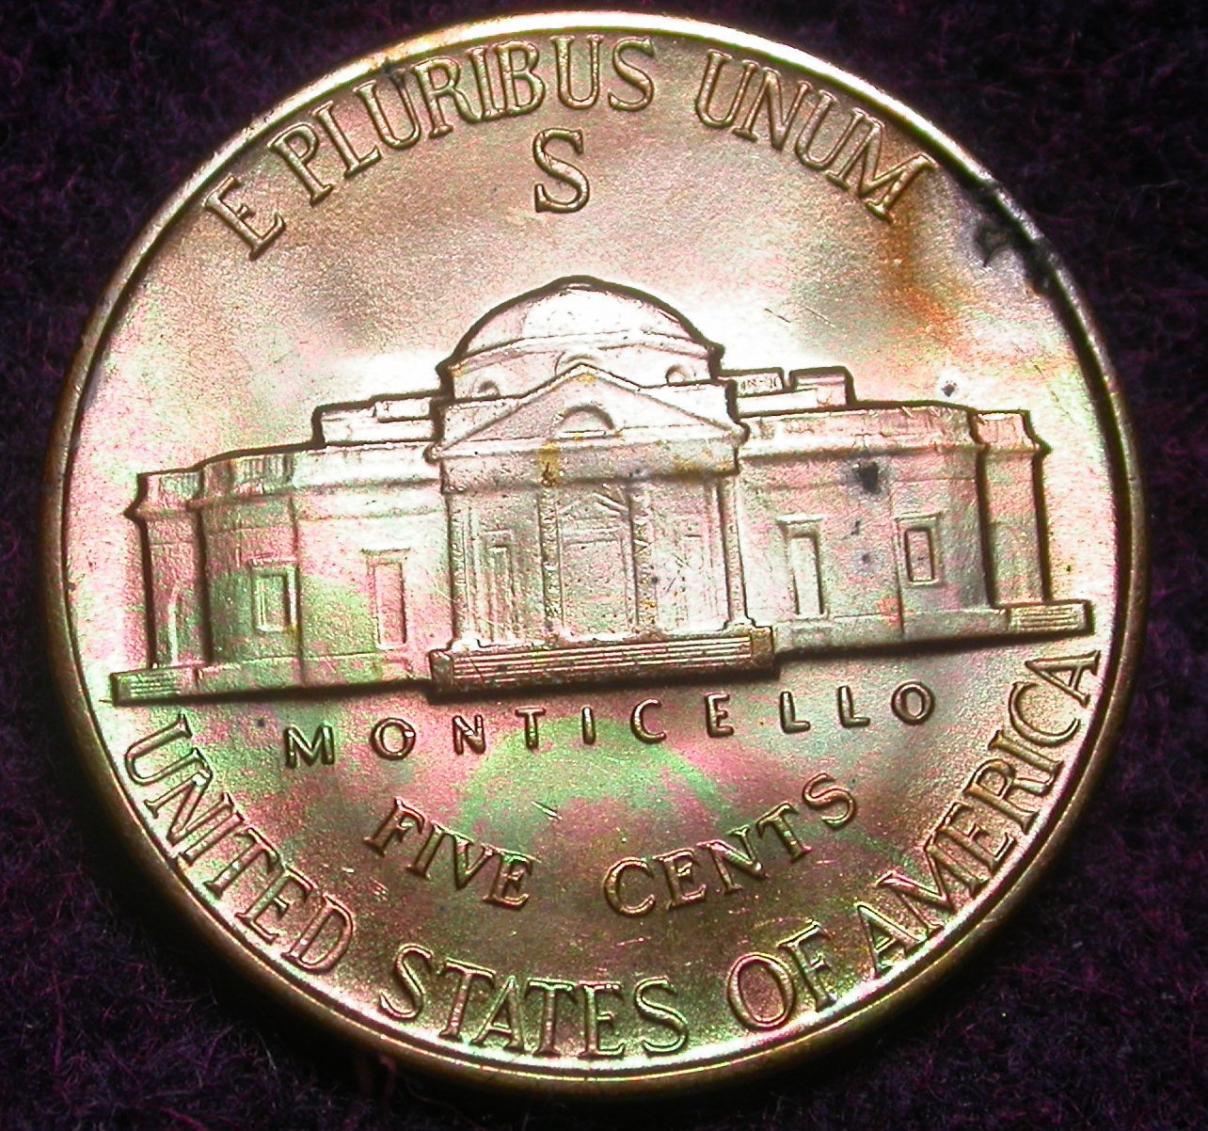 E PLURIBUS UNUM
S
MONTICELLO
FIVE CENTS
UNITED STATES OF AMERICA